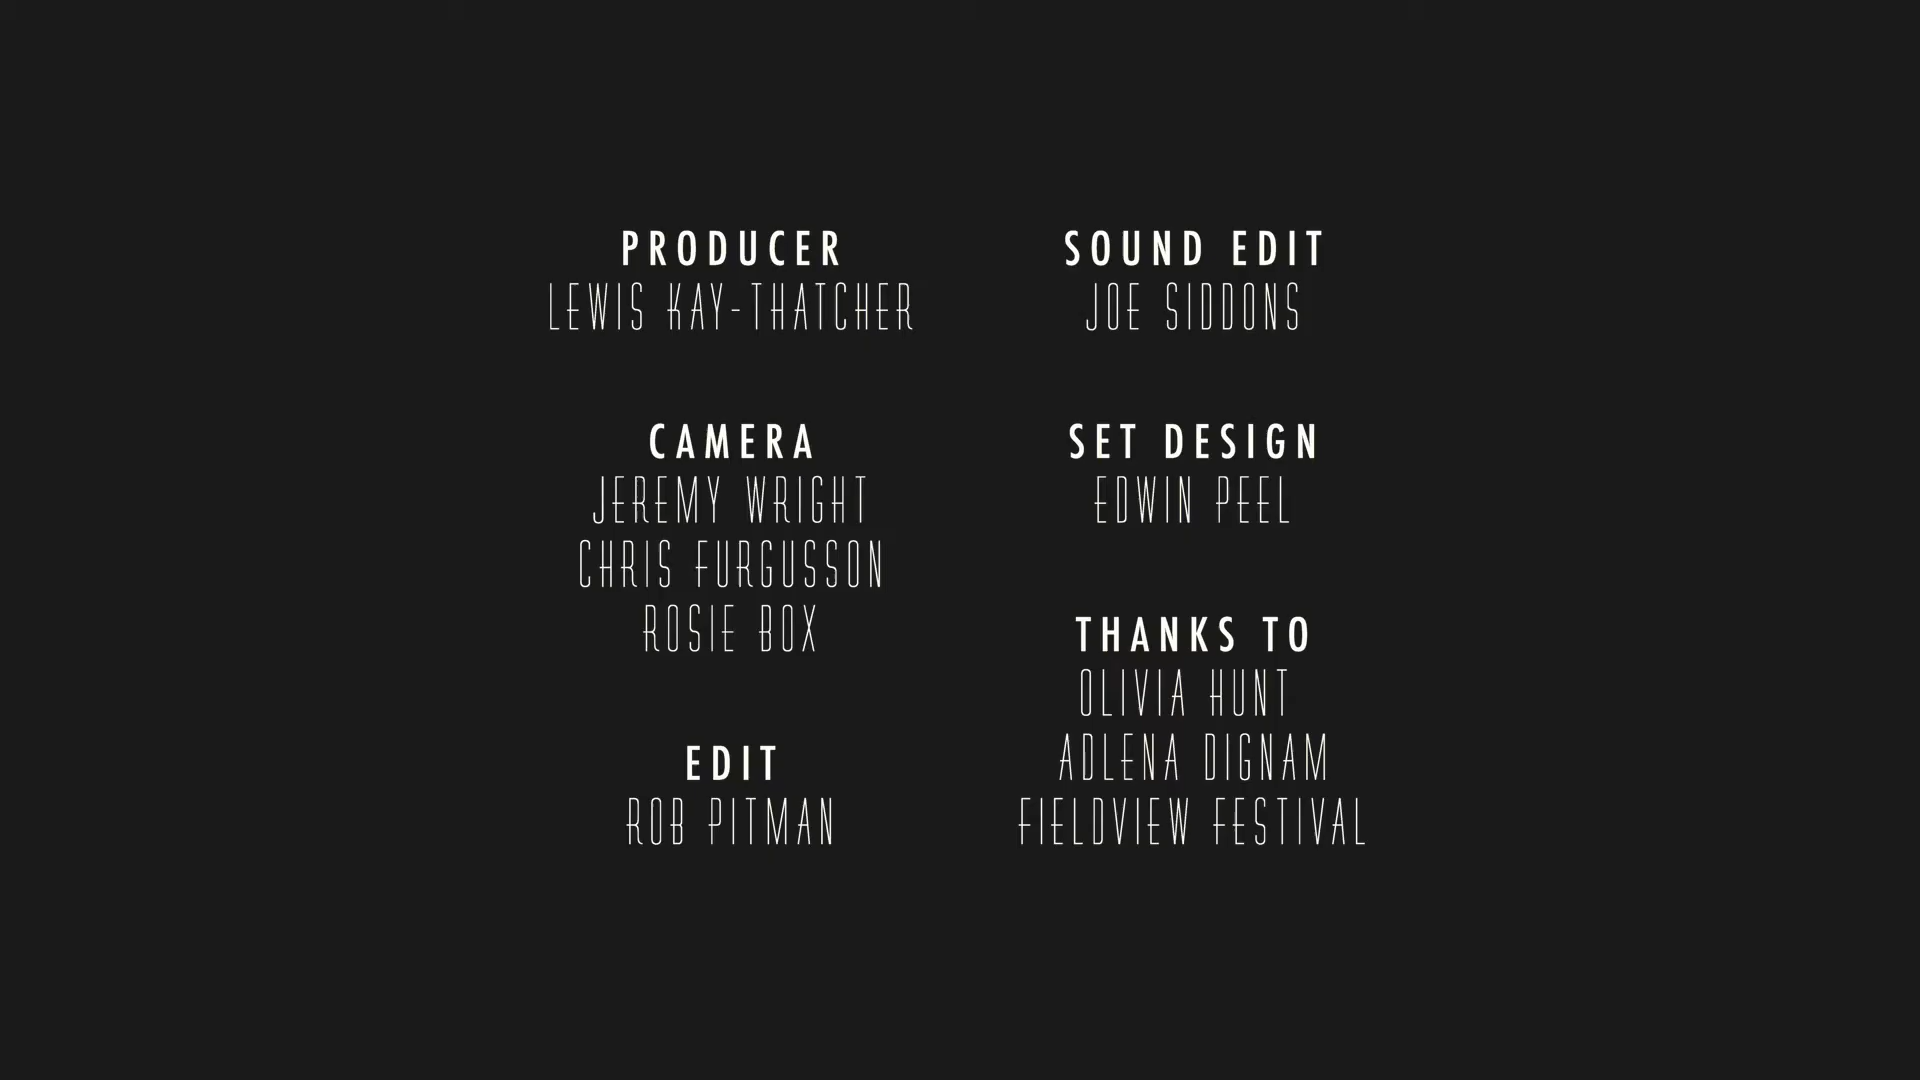 PRODUCER
LEWIS KAY-THATCHER
CAMERA
JEREMY WRIGHT
CHRIS FURGUSSON
ROSIE BOX
EDIT
ROB PITMAN
SOUND EDIT
JOE SIDDONS
SET DESIGN
EDWIN PEEL
THANKS TO
OLIVIA HUNT
ADLENA DIGNAM
FIELDVIEW FESTIVAL